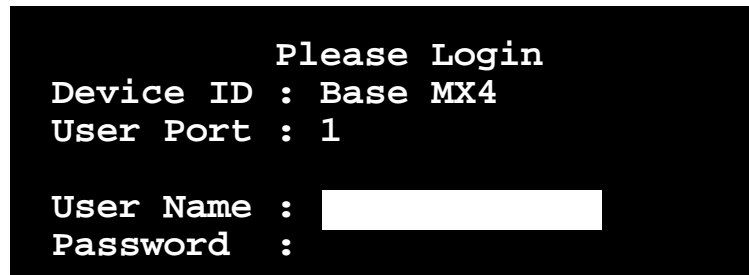 Please Login
Device ID : Base MX4
User Port : 1
User Name :
Password :